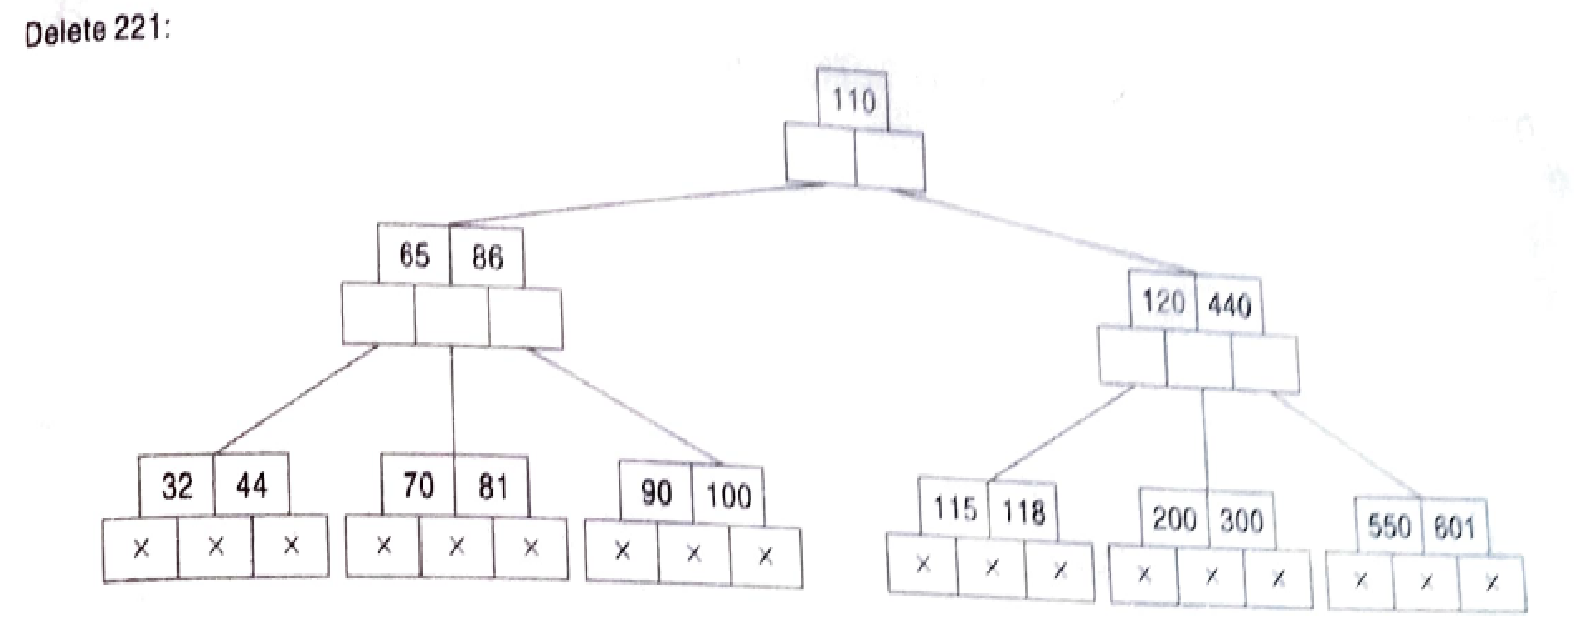 Delete 221:
110
65 86
120 440
32 44 70 81 90 100 115 118 200 300 550 601
X X X X X X X X X X X X X X X X X X